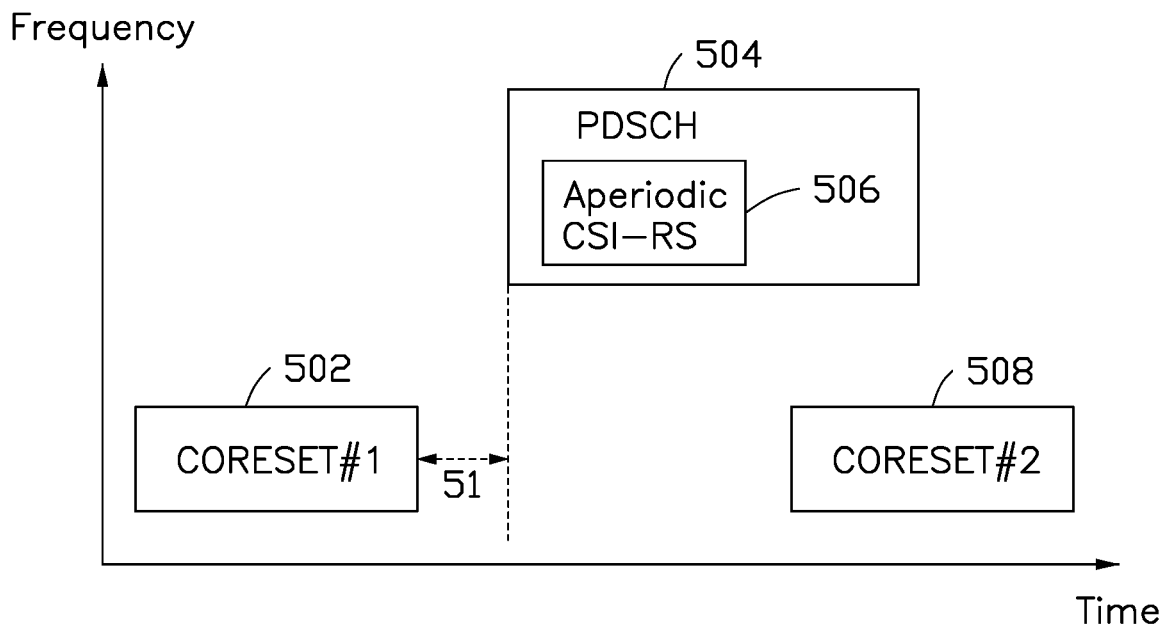 Frequency
504
PDSCH
Aperiodic
CSI-RS
506
502
508
CORESET#1
51
CORESET#2
Time